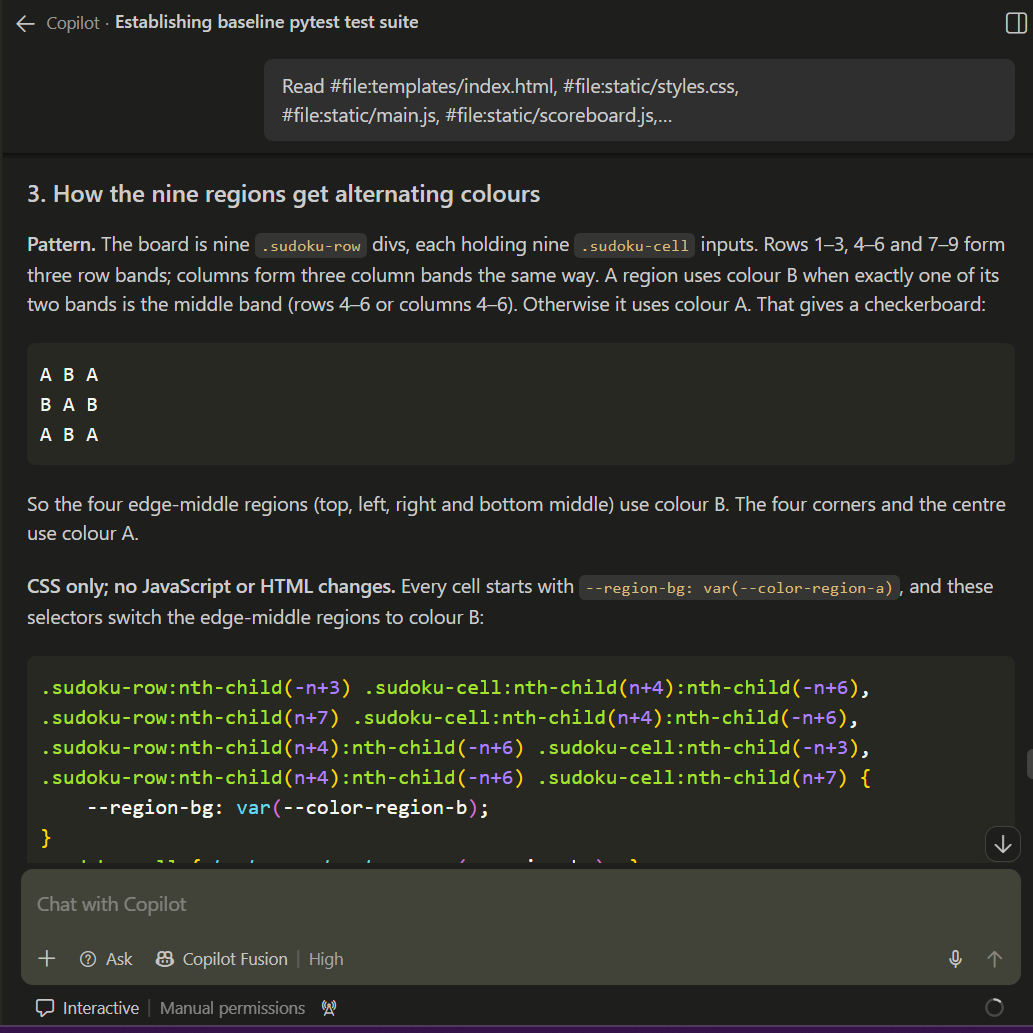 Copilot · Establishing baseline pytest test suite
Read #file:templates/index.html, #file:static/styles.css,
#file:static/main.js, #file:static/scoreboard.js,...
3. How the nine regions get alternating colours
Pattern. The board is nine .sudoku-row divs, each holding nine .sudoku-cell inputs. Rows 1–3, 4–6 and 7–9 form
three row bands; columns form three column bands the same way. A region uses colour B when exactly one of its
two bands is the middle band (rows 4–6 or columns 4–6). Otherwise it uses colour A. That gives a checkerboard:
A B A
B A B
A B A
So the four edge-middle regions (top, left, right and bottom middle) use colour B. The four corners and the centre
use colour A.
CSS only; no JavaScript or HTML changes. Every cell starts with --region-bg: var(--color-region-a), and these
selectors switch the edge-middle regions to colour B:
.sudoku-row:nth-child(-n+3) .sudoku-cell:nth-child(n+4):nth-child(-n+6),
.sudoku-row:nth-child(n+7) .sudoku-cell:nth-child(n+4):nth-child(-n+6),
.sudoku-row:nth-child(n+4):nth-child(-n+6) .sudoku-cell:nth-child(-n+3),
.sudoku-row:nth-child(n+4):nth-child(-n+6) .sudoku-cell:nth-child(n+7) {
    --region-bg: var(--color-region-b);
}
Chat with Copilot
Ask Copilot Fusion | High
Interactive | Manual permissions